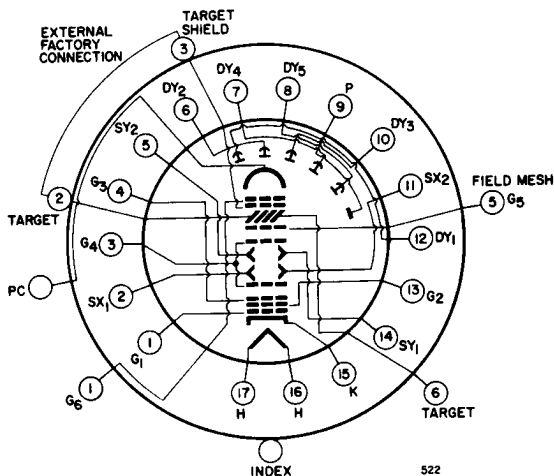 EXTERNAL
FACTORY
CONNECTION
TARGET
SHIELD
3
DY4
7
DY5
8
P
9
DY2
6
DY3
10
SY2
5
SX2
11
G3
4
2
TARGET
FIELD MESH
5 G5
G4 3
12 DY1
PC
SX1
2
13 G2
1
G1
14
SY1
1
G6
15
K
6
TARGET
17
H
16
H
INDEX
522